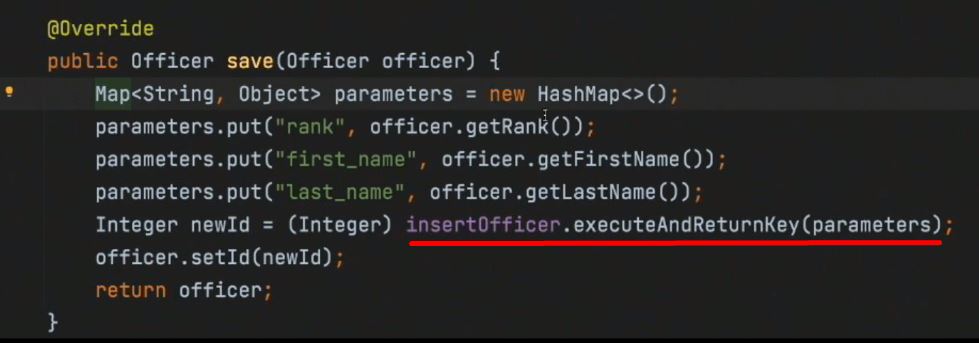 @Override
public Officer save(Officer officer) {
Map<String, Object> parameters = new HashMap<>();
parameters.put("rank", officer.getRank());
parameters.put("first_name", officer.getFirstName());
parameters.put("last_name", officer.getLastName());
Integer newId = (Integer) insertOfficer.executeAndReturnKey(parameters);
officer.setId(newId);
return officer;
}